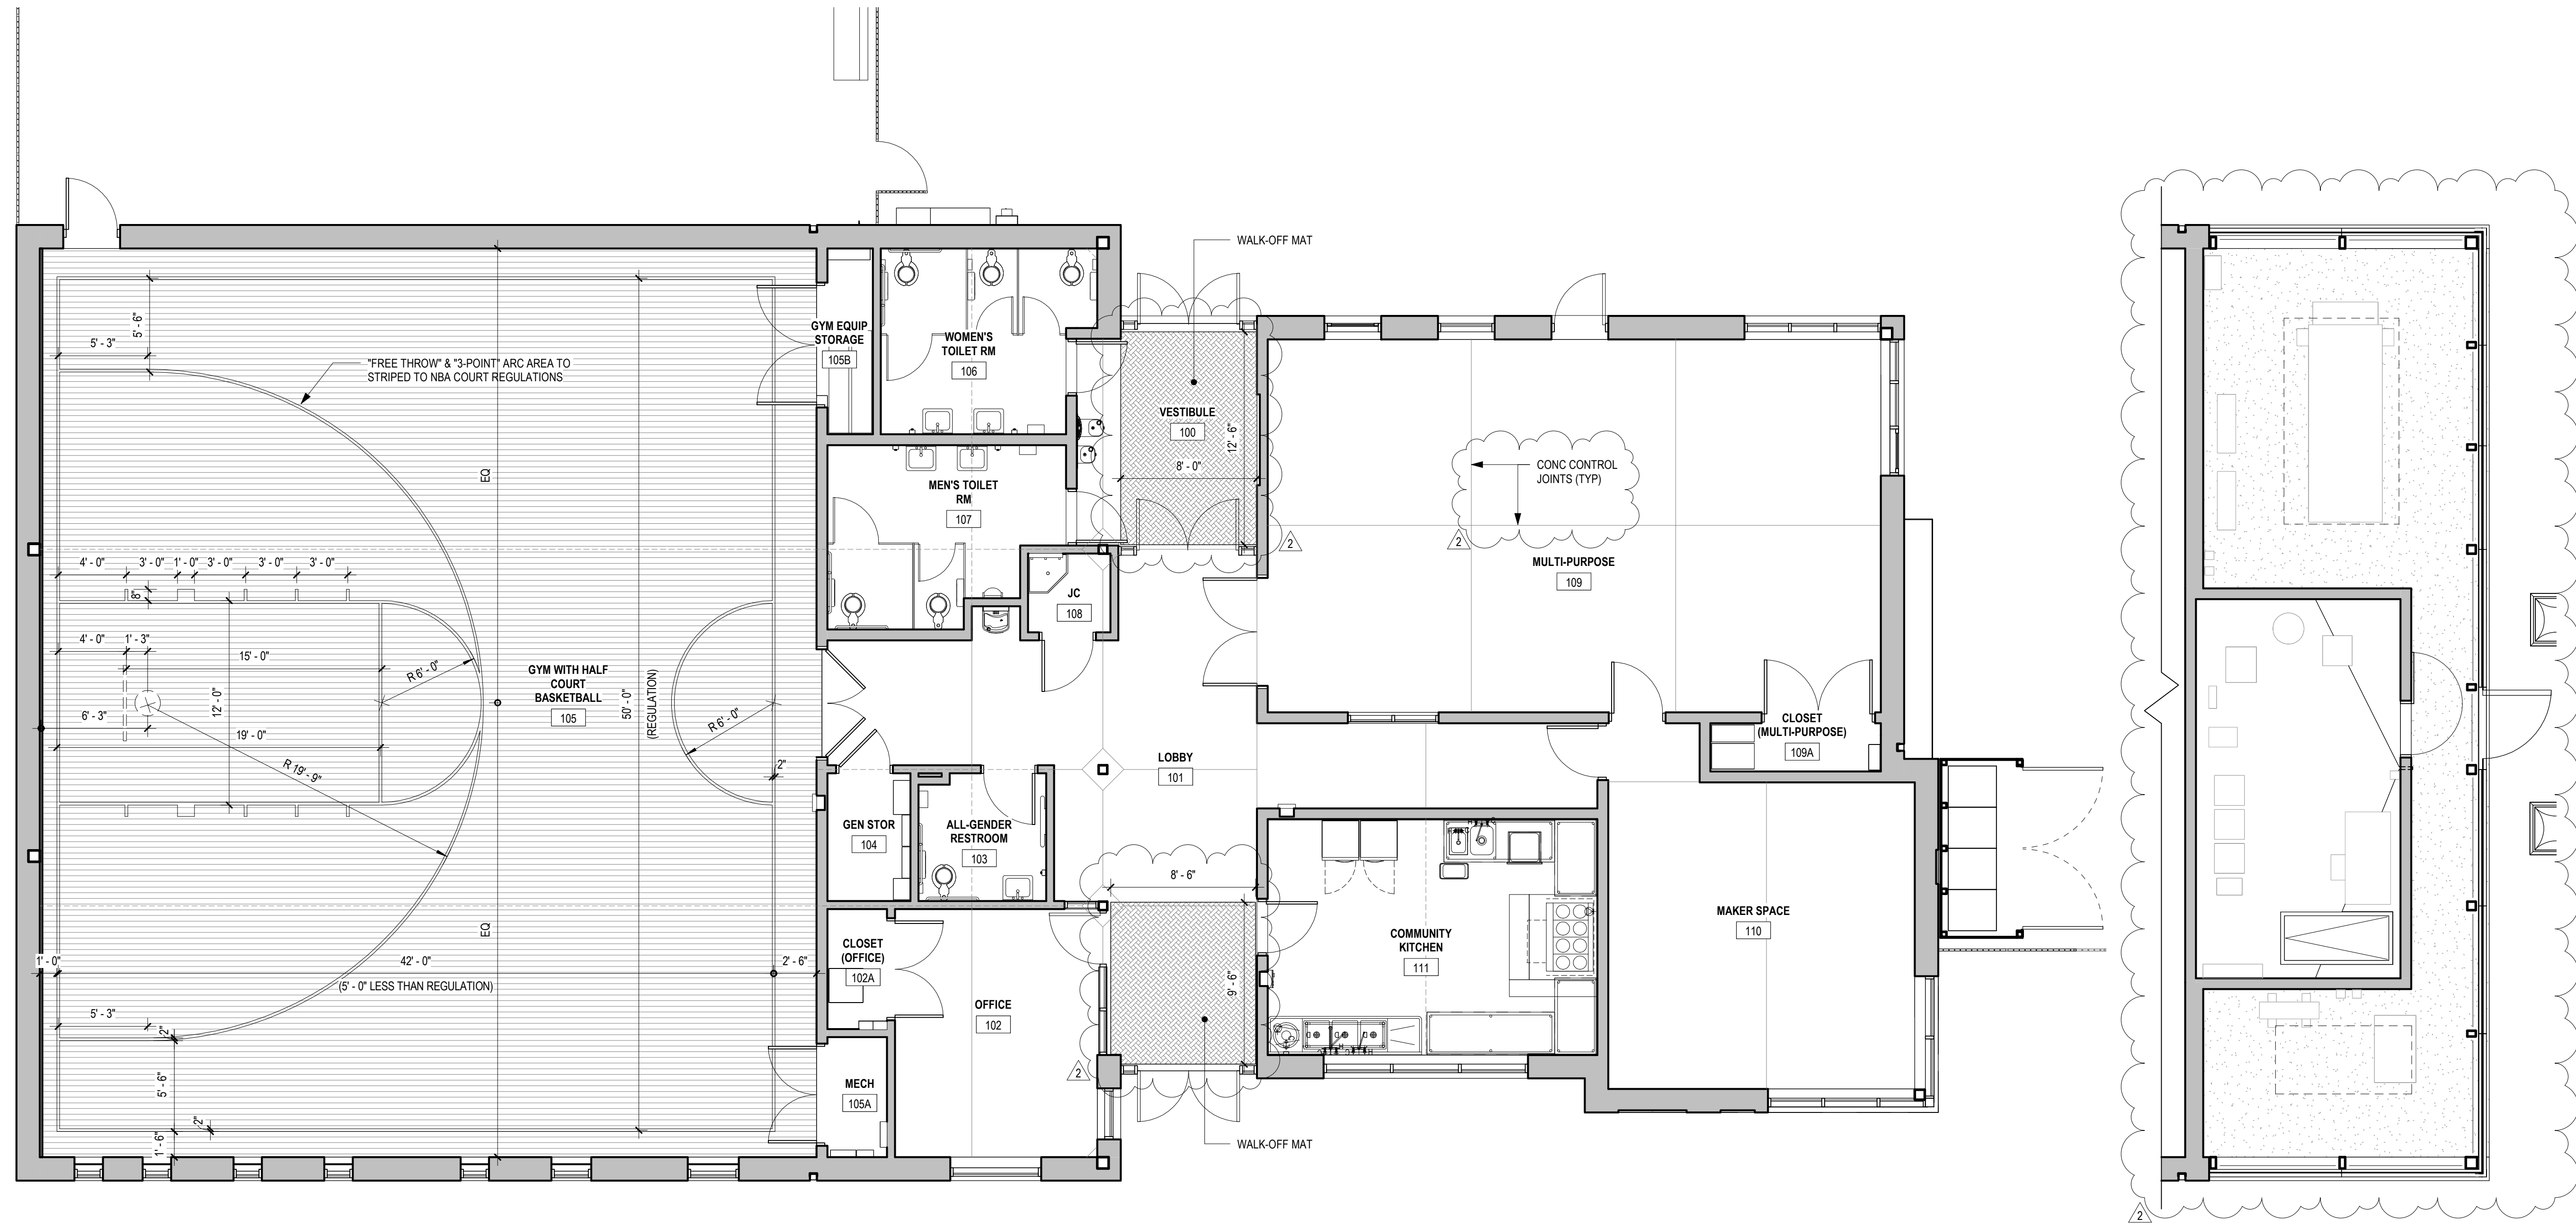 WALK-OFF MAT
5' - 6"
5' - 3"
"FREE THROW" & "3-POINT" ARC AREA TO
STRIPED TO NBA COURT REGULATIONS
GYM EQUIP
STORAGE
105B
WOMEN'S
TOILET RM
106
VESTIBULE
100
12' - 6"
8' - 0"
EQ
MEN'S TOILET
RM
107
CONC CONTROL
JOINTS (TYP)
2
2
MULTI-PURPOSE
109
4' - 0"
3' - 0"
1' - 0"
3' - 0"
3' - 0"
3' - 0"
8"
JC
108
4' - 0"
1' - 3"
15' - 0"
R 6' - 0"
12' - 0"
6' - 3"
19' - 0"
R 19' - 9"
GYM WITH HALF
COURT
BASKETBALL
105
50' - 0"
(REGULATION)
R 6' - 0"
2"
LOBBY
101
CLOSET
(MULTI-PURPOSE)
109A
GEN STOR
104
ALL-GENDER
RESTROOM
103
8' - 6"
MAKER SPACE
110
COMMUNITY
KITCHEN
111
EQ
CLOSET
(OFFICE)
102A
1' - 0"
42' - 0"
2' - 6"
(5' - 0" LESS THAN REGULATION)
9' - 6"
OFFICE
102
5' - 3"
2"
5' - 6"
2"
1' - 6"
2
MECH
105A
WALK-OFF MAT
2